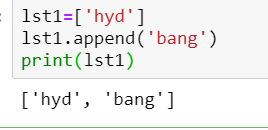 lst1=['hyd']
lst1.append('bang')
print(lst1)
['hyd', 'bang']